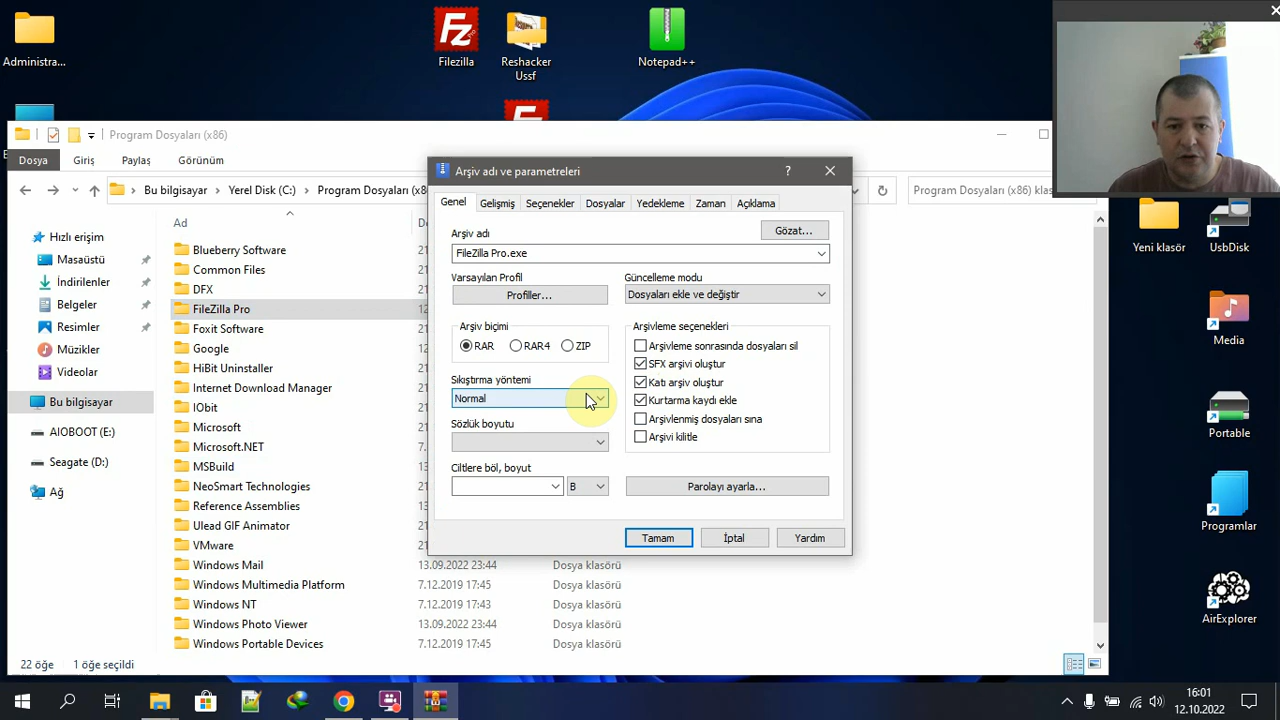 Administra...
Filezilla
Reshacker
Ussf
Notepad++
Program Dosyaları (x86)
Dosya
Giriş
Paylaş
Görünüm
Bu bilgisayar
Yerel Disk (C:)
Program Dosyaları (x8
Program Dosyaları (x86) kla
Ad
Hızlı erişim
Masaüstü
İndirilenler
Belgeler
Resimler
Müzikler
Videolar
Bu bilgisayar
AIOBOOT (E:)
Seagate (D:)
Ağ
Blueberry Software
Common Files
DFX
FileZilla Pro
Foxit Software
Google
HiBit Uninstaller
Internet Download Manager
IObit
Microsoft
Microsoft.NET
MSBuild
NeoSmart Technologies
Reference Assemblies
Ulead GIF Animator
VMware
Windows Mail 13.09.2022 23:44 Dosya klasörü
Windows Multimedia Platform 7.12.2019 17:45 Dosya klasörü
Windows NT 7.12.2019 17:43 Dosya klasörü
Windows Photo Viewer 13.09.2022 23:44 Dosya klasörü
Windows Portable Devices 7.12.2019 17:45 Dosya klasörü
22 öğe
1 öğe seçildi
Arşiv adı ve parametreleri
?
Genel
Gelişmiş
Seçenekler
Dosyalar
Yedekleme
Zaman
Açıklama
Arşiv adı
Gözat...
FileZilla Pro.exe
Varsayılan Profil
Profiller...
Güncelleme modu
Dosyaları ekle ve değiştir
Arşiv biçimi
RAR
RAR4
ZIP
Sıkıştırma yöntemi
Normal
Sözlük boyutu
Ciltlere böl, boyut
B
Arşivleme seçenekleri
Arşivleme sonrasında dosyaları sil
SFX arşivi oluştur
Katı arşiv oluştur
Kurtarma kaydı ekle
Arşivlenmiş dosyaları sına
Arşivi kilitle
Parolayı ayarla...
Tamam
İptal
Yardım
Yeni klasör
UsbDisk
Media
Portable
Programlar
AirExplorer
16:01
12.10.2022